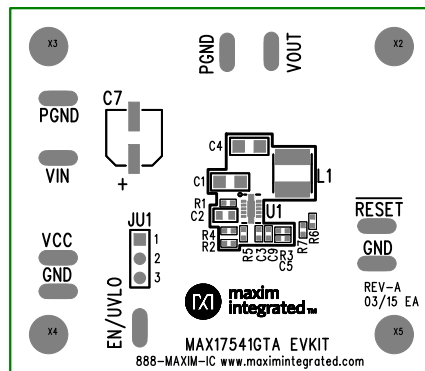 X3
X2
PGND
VOUT
C7
PGND
C4
VIN
L1
C1
+
R1
U1
C2
JU1
RESET
1
R4
VCC
2
R2
R7
R6
GND
R5
C3
C9
R3
C5
GND
3
EN/UVLO
REV-A
03/15 EA
maxim
integrated™
X4
X5
MAX17541GTA EVKIT
888-MAXIM-IC www.maximintegrated.com